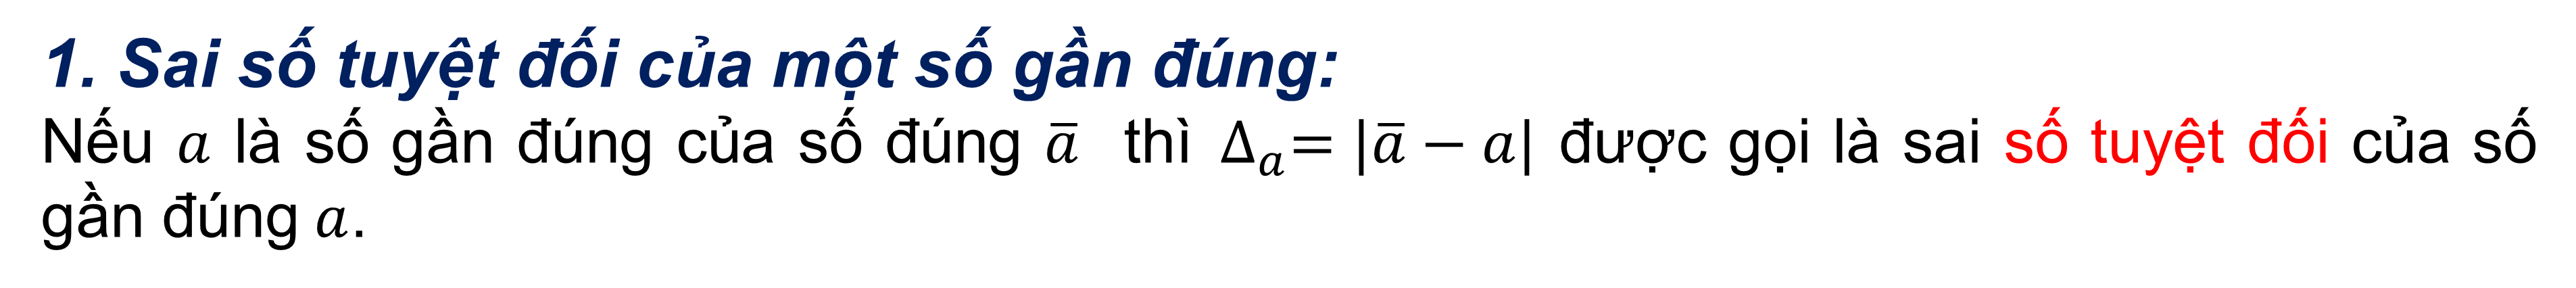 1. Sai số tuyệt đối của một số gần đúng:
Nếu a là số gần đúng của số đúng a̅ thì Δₐ= |a̅ − a| được gọi là sai số tuyệt đối của số
gần đúng a.